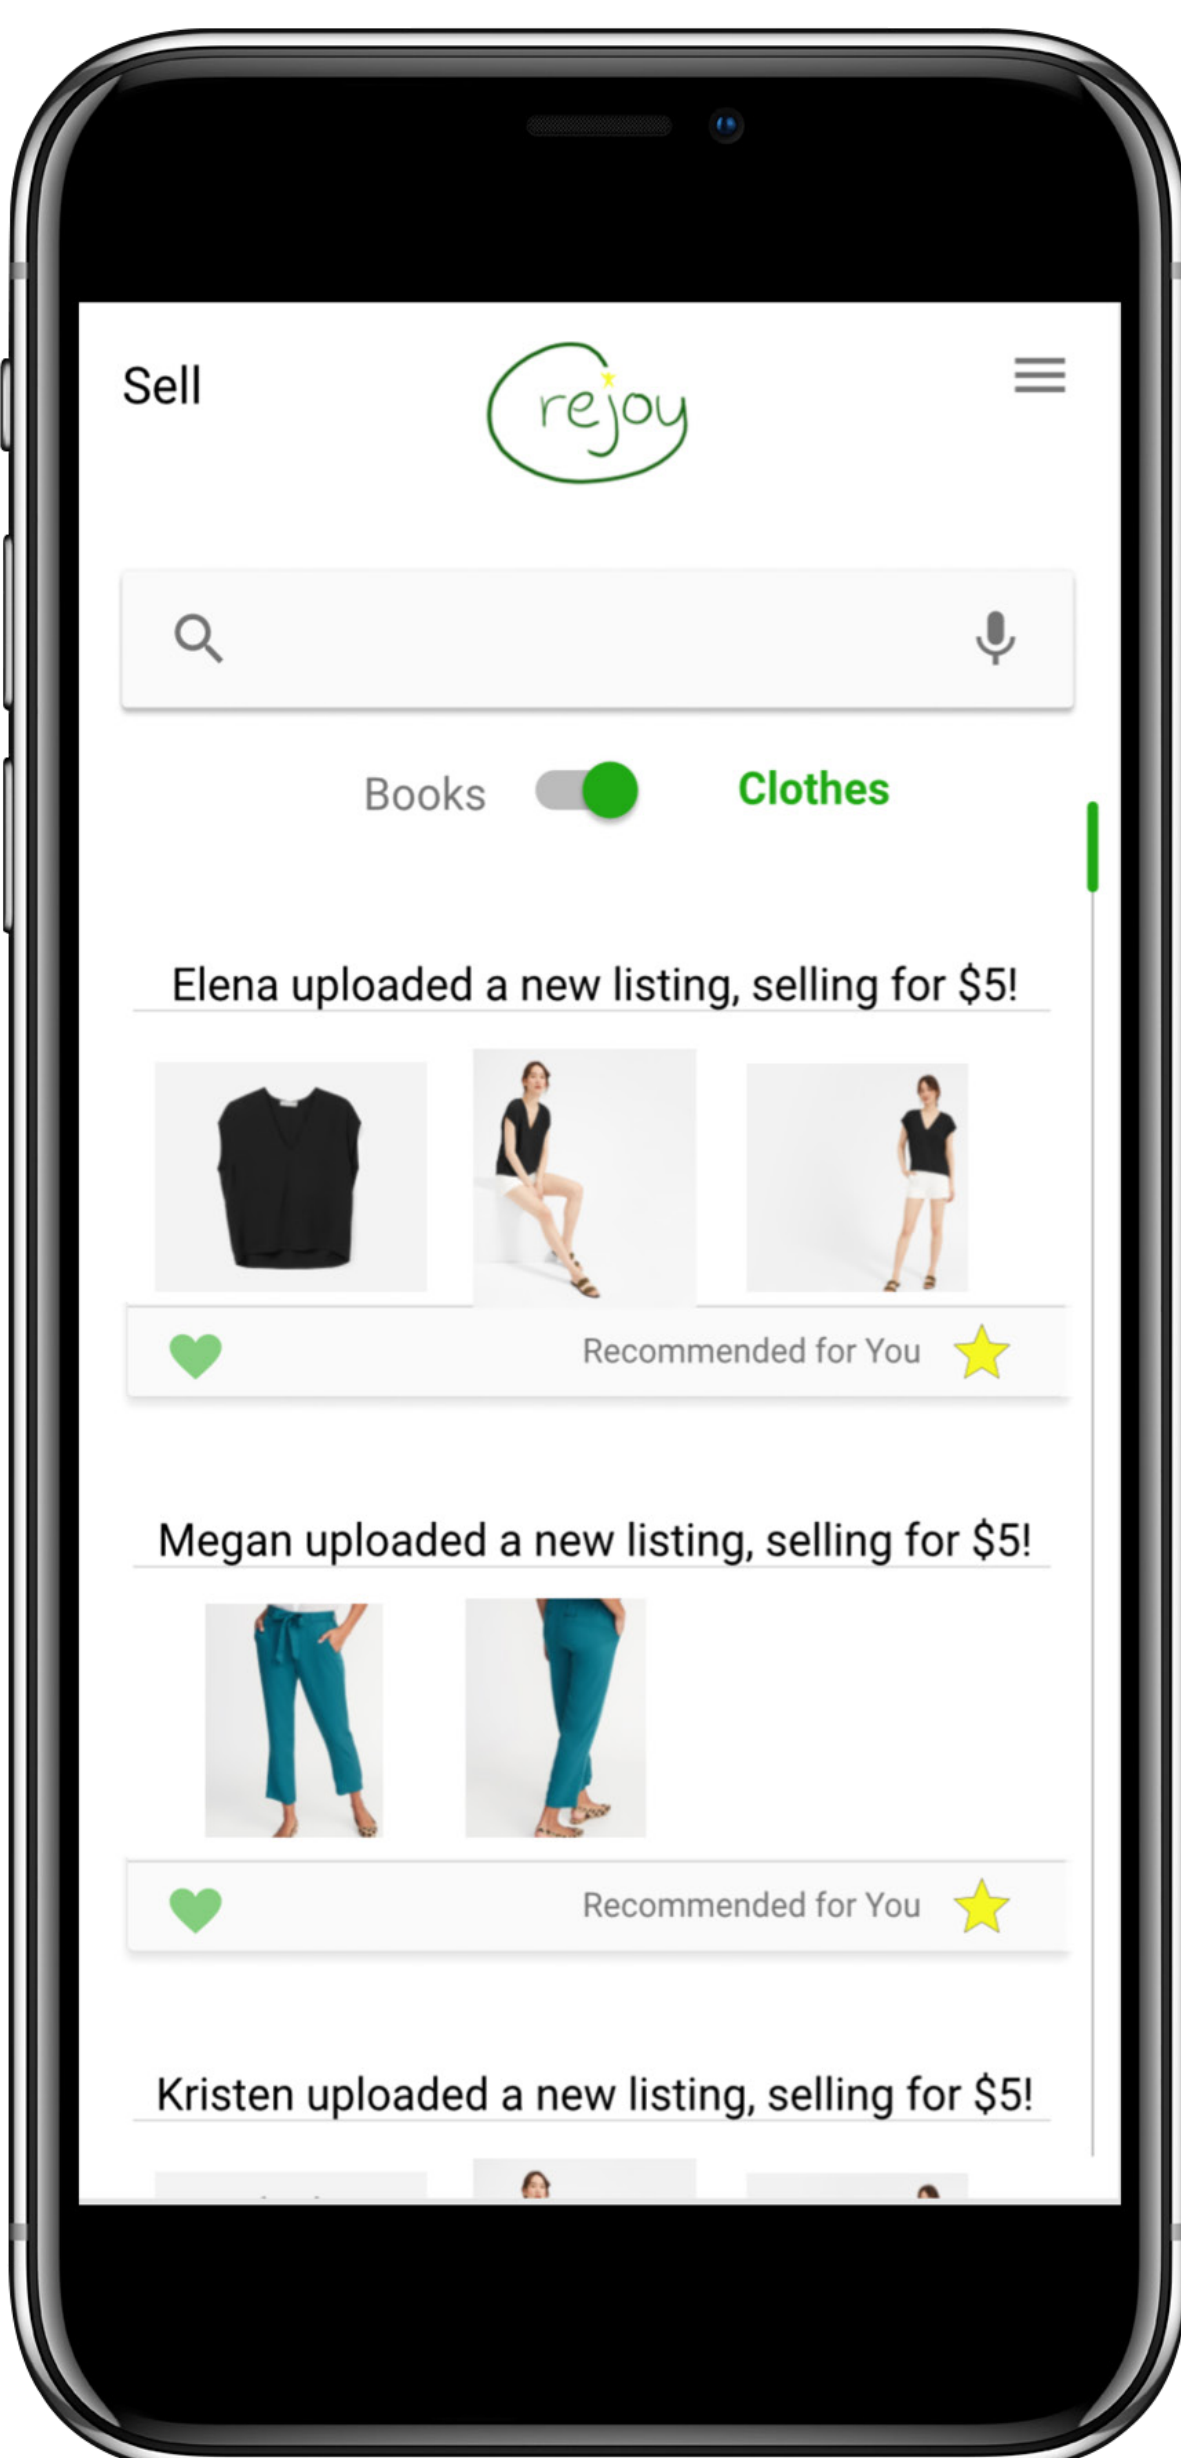 Sell
rejoy
Books Clothes
Elena uploaded a new listing, selling for $5!
Recommended for You
Megan uploaded a new listing, selling for $5!
Recommended for You
Kristen uploaded a new listing, selling for $5!